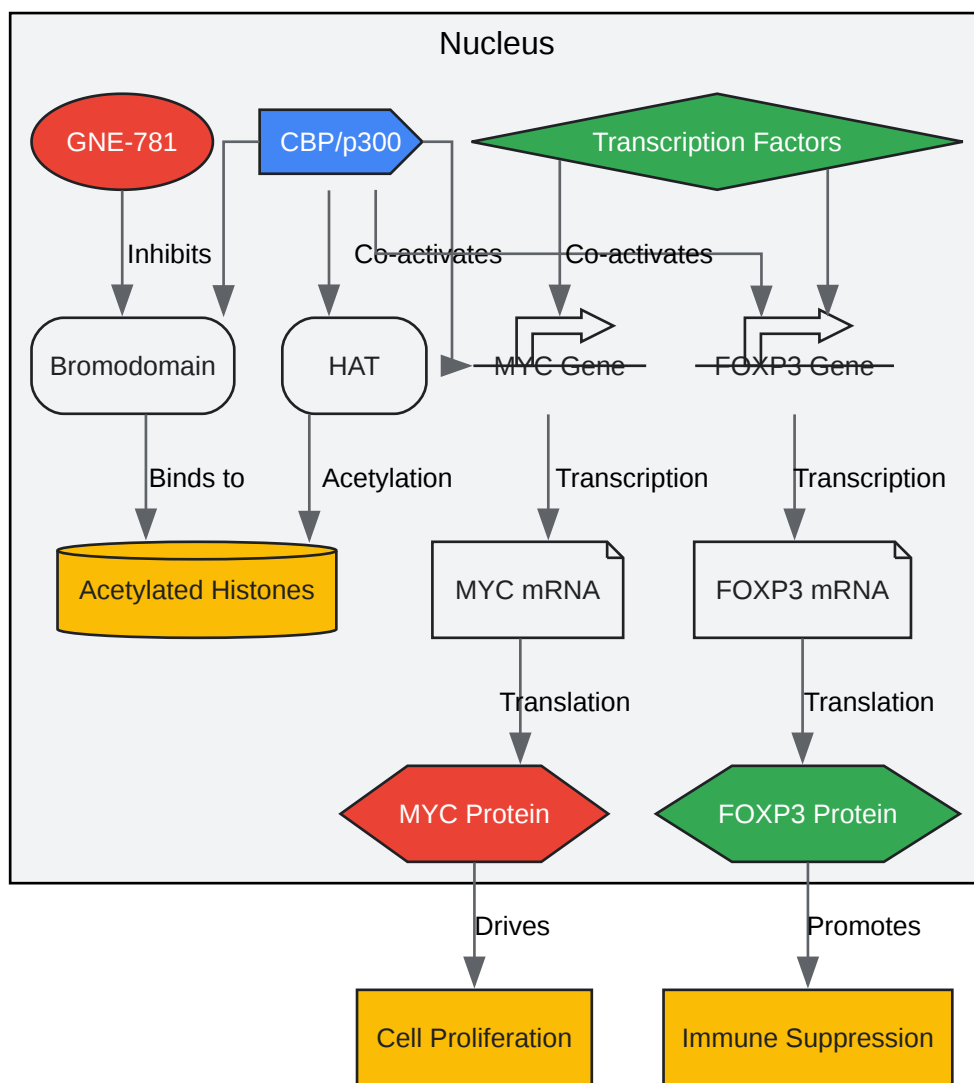 Nucleus
GNE-781
CBP/p300
Transcription Factors
Inhibits
Co-activates
Co-activates
Bromodomain
HAT
MYC Gene
FOXP3 Gene
Binds to
Acetylation
Transcription
Transcription
Acetylated Histones
MYC mRNA
FOXP3 mRNA
Translation
Translation
MYC Protein
FOXP3 Protein
Drives
Promotes
Cell Proliferation
Immune Suppression